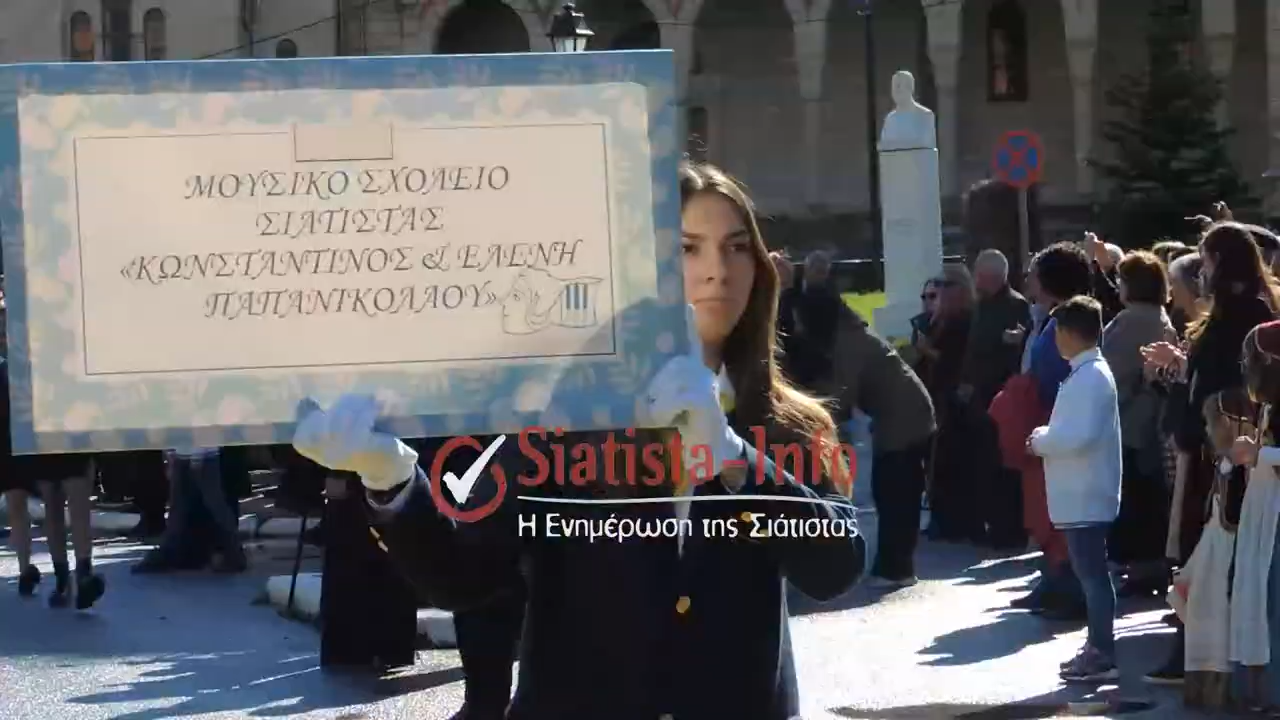 ΜΟΥΣΙΚΟ ΣΧΟΛΕΙΟ
ΣΙΑΤΙΣΤΑΣ
«ΚΩΝΣΤΑΝΤΙΝΟΣ & ΕΛΕΝΗ
ΠΑΠΑΝΙΚΟΛΑΟΥ»
Siatista-Info
Η Ενημέρωση της Σιάτιστας